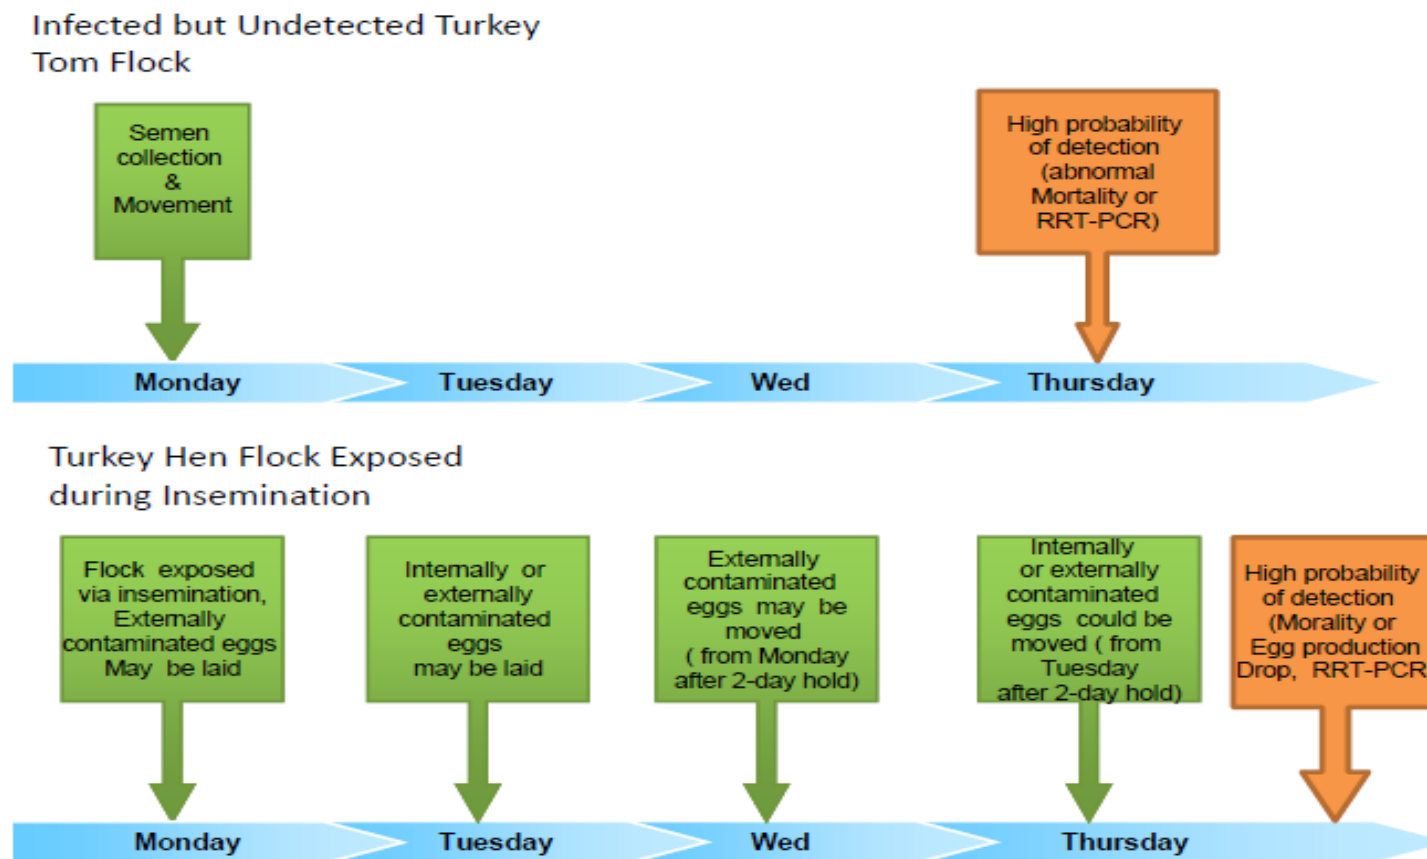 Infected but Undetected Turkey
Tom Flock
Semen
collection
&
Movement
High probability
of detection
(abnormal
Mortality or
RRT-PCR)
Monday
Tuesday
Wed
Thursday
Turkey Hen Flock Exposed
during Insemination
Flock exposed
via insemination,
Externally
contaminated eggs
May be laid
Internally or
externally
contaminated
eggs
may be laid
Externally
contaminated
eggs may be
moved
( from Monday
after 2-day hold)
Internally
or externally
contaminated
eggs could be
moved ( from
Tuesday
after 2-day hold)
High probability
of detection
(Morality or
Egg production
Drop, RRT-PCR
Monday
Tuesday
Wed
Thursday